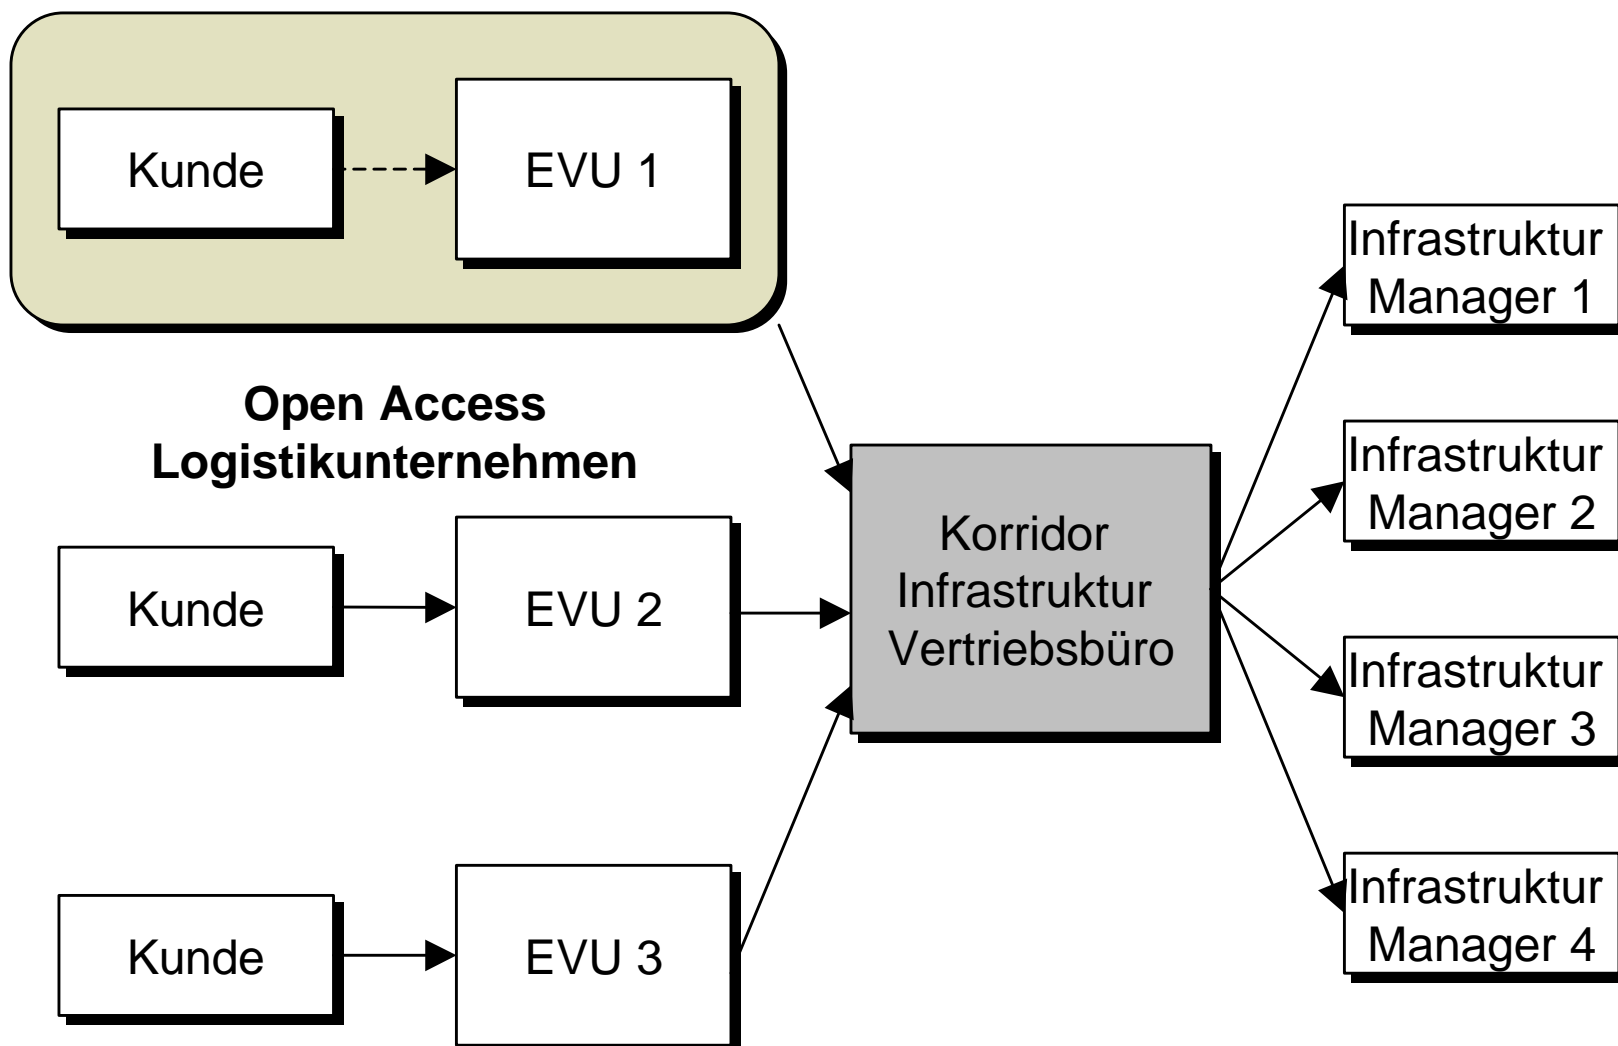 Kunde
EVU 1
Open Access
Logistikunternehmen
Kunde
EVU 2
Kunde
EVU 3
Korridor
Infrastruktur
Vertriebsbüro
Infrastruktur
Manager 1
Infrastruktur
Manager 2
Infrastruktur
Manager 3
Infrastruktur
Manager 4